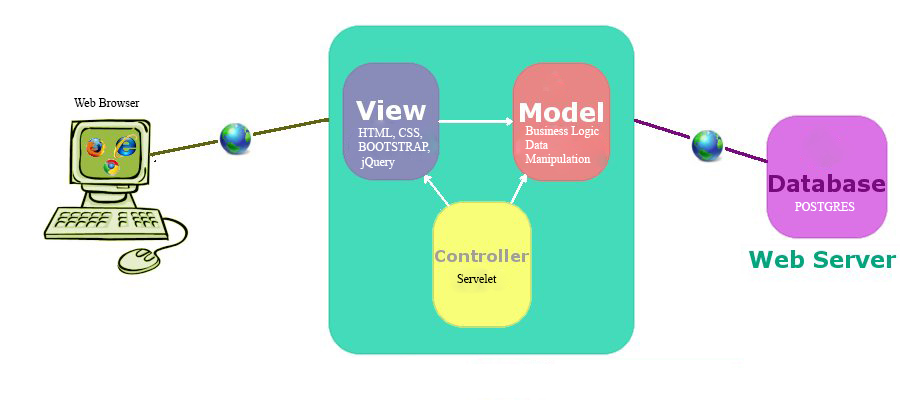 Web Browser
View
HTML, CSS,
BOOTSTRAP,
jQuery
Model
Business Logic
Data
Manipulation
Controller
Servelet
Database
POSTGRES
Web Server